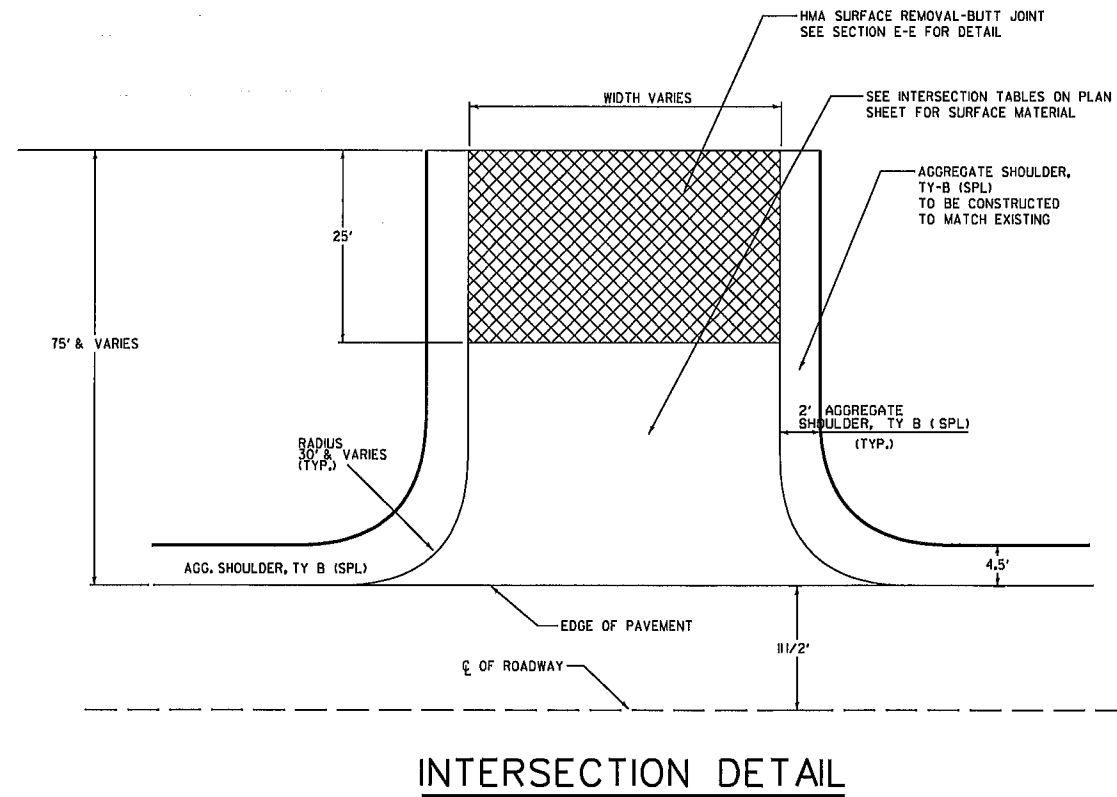 HMA SURFACE REMOVAL-BUTT JOINT
SEE SECTION E-E FOR DETAIL
WIDTH VARIES
SEE INTERSECTION TABLES ON PLAN
SHEET FOR SURFACE MATERIAL
AGGREGATE SHOULDER,
TY-B (SPL)
TO BE CONSTRUCTED
TO MATCH EXISTING
25'
75' & VARIES
2' AGGREGATE
SHOULDER, TY B (SPL)
(TYP.)
RADIUS
30' & VARIES
(TYP.)
AGG. SHOULDER, TY B (SPL)
4.5'
EDGE OF PAVEMENT
11 1/2'
℄ OF ROADWAY
INTERSECTION DETAIL